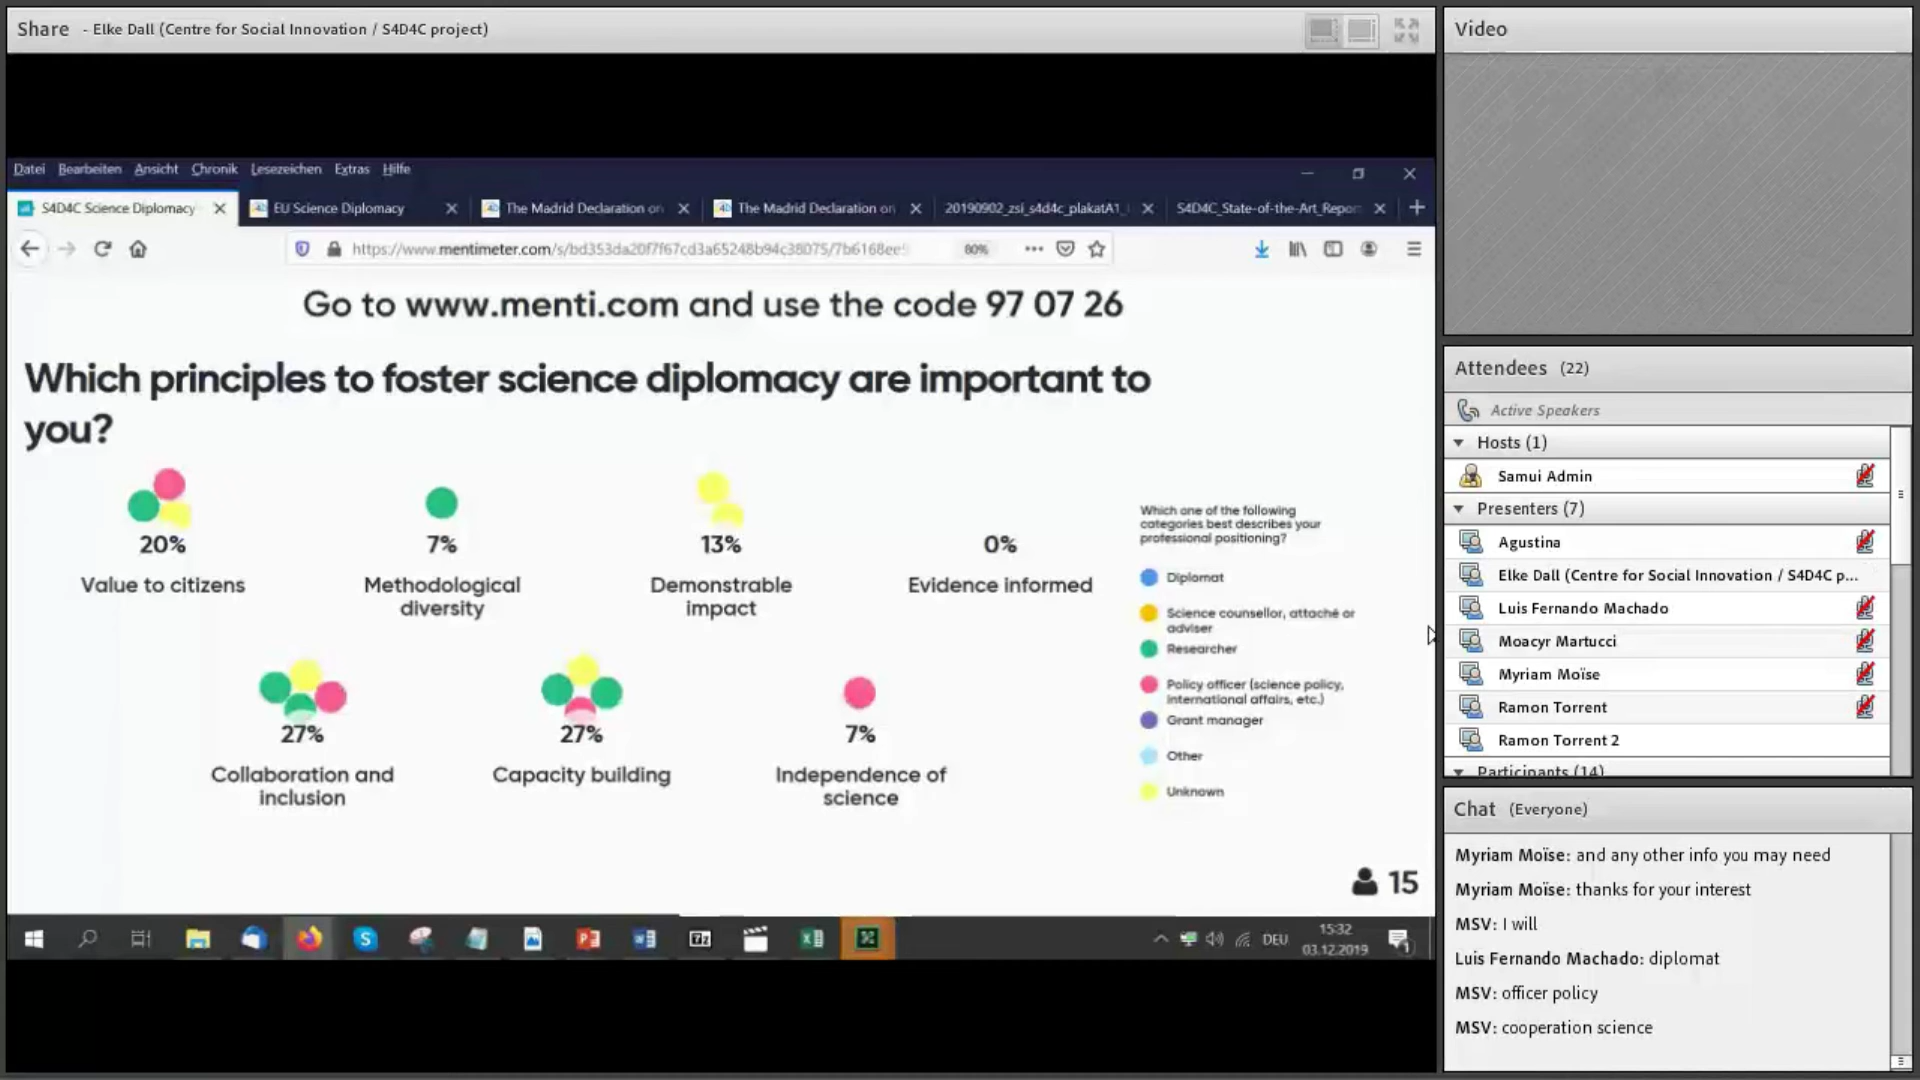 Share - Elke Dall (Centre for Social Innovation / S4D4C project)
Datei Bearbeiten Ansicht Chronik Lesezeichen Extras Hilfe
S4D4C Science Diplomacy EU Science Diplomacy The Madrid Declaration on The Madrid Declaration on 20190902_zsi_s4d4c_plakatA1_ S4D4C_State-of-the-Art_Repor
https://www.mentimeter.com/s/bd353da20f7f67cd3a65248b94c38075/7b6168ee 80%
Go to www.menti.com and use the code 97 07 26
Which principles to foster science diplomacy are important to
you?
20%
Value to citizens
7%
Methodological
diversity
13%
Demonstrable
impact
0%
Evidence informed
27%
Collaboration and
inclusion
27%
Capacity building
7%
Independence of
science
Which one of the following
categories best describes your
professional positioning?
Diplomat
Science counsellor, attaché or
adviser
Researcher
Policy officer (science policy,
international affairs, etc.)
Grant manager
Other
Unknown
15
DEU
15:32
03.12.2019
1
Video
Attendees (22)
Active Speakers
Hosts (1)
Samui Admin
Presenters (7)
Agustina
Elke Dall (Centre for Social Innovation / S4D4C p...
Luis Fernando Machado
Moacyr Martucci
Myriam Moïse
Ramon Torrent
Ramon Torrent 2
Participants (14)
Chat (Everyone)
Myriam Moïse: and any other info you may need
Myriam Moïse: thanks for your interest
MSV: I will
Luis Fernando Machado: diplomat
MSV: officer policy
MSV: cooperation science